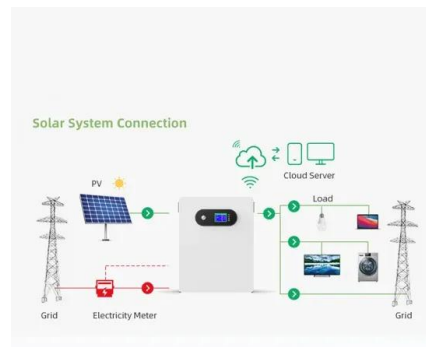 Solar System Connection
Cloud Server
PV
Load
Grid
Electricity Meter
Grid